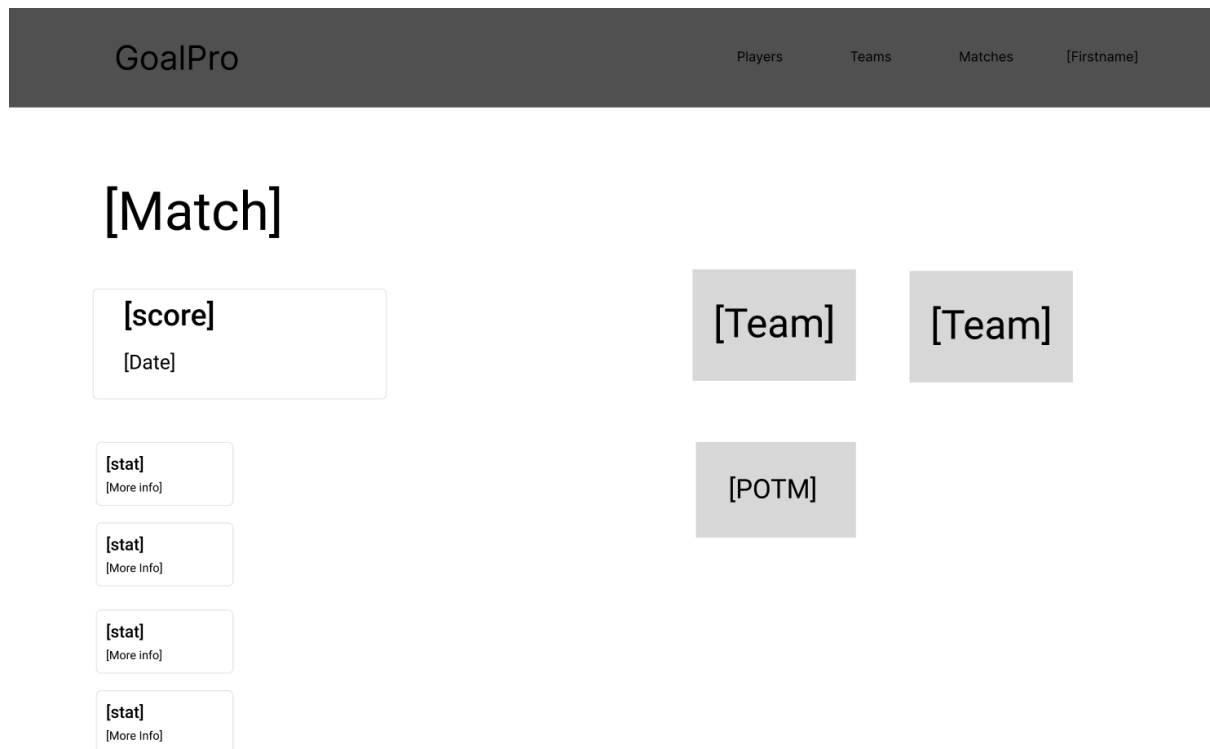 GoalPro
Players Teams Matches [Firstname]
[Match]
[score]
[Date]
[Team] [Team]
[stat]
[More info]
[POTM]
[stat]
[More Info]
[stat]
[More info]
[stat]
[More Info]